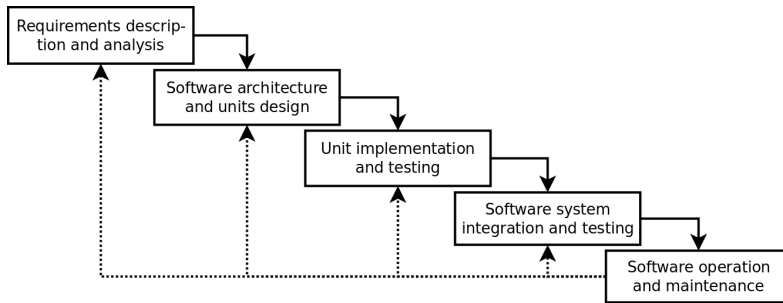 Requirements descrip-
tion and analysis
Software architecture
and units design
Unit implementation
and testing
Software system
integration and testing
Software operation
and maintenance